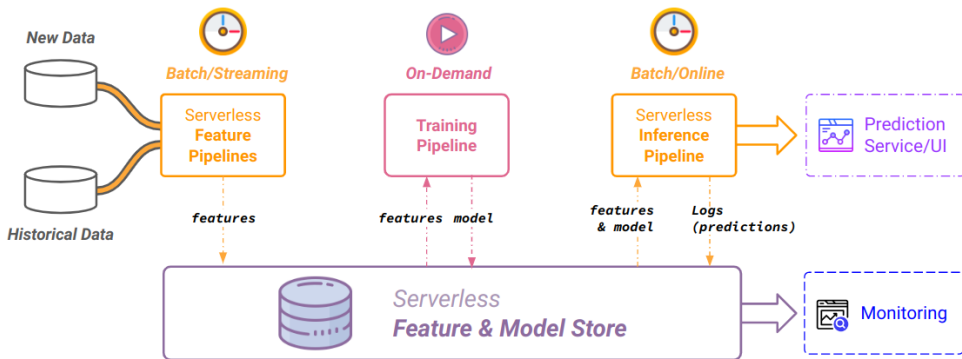 New Data
Batch/Streaming
On-Demand
Batch/Online
Serverless
Feature
Pipelines
Training
Pipeline
Serverless
Inference
Pipeline
Prediction
Service/UI
Historical Data
features
features model
features
& model
Logs
(predictions)
Serverless
Feature & Model Store
Monitoring